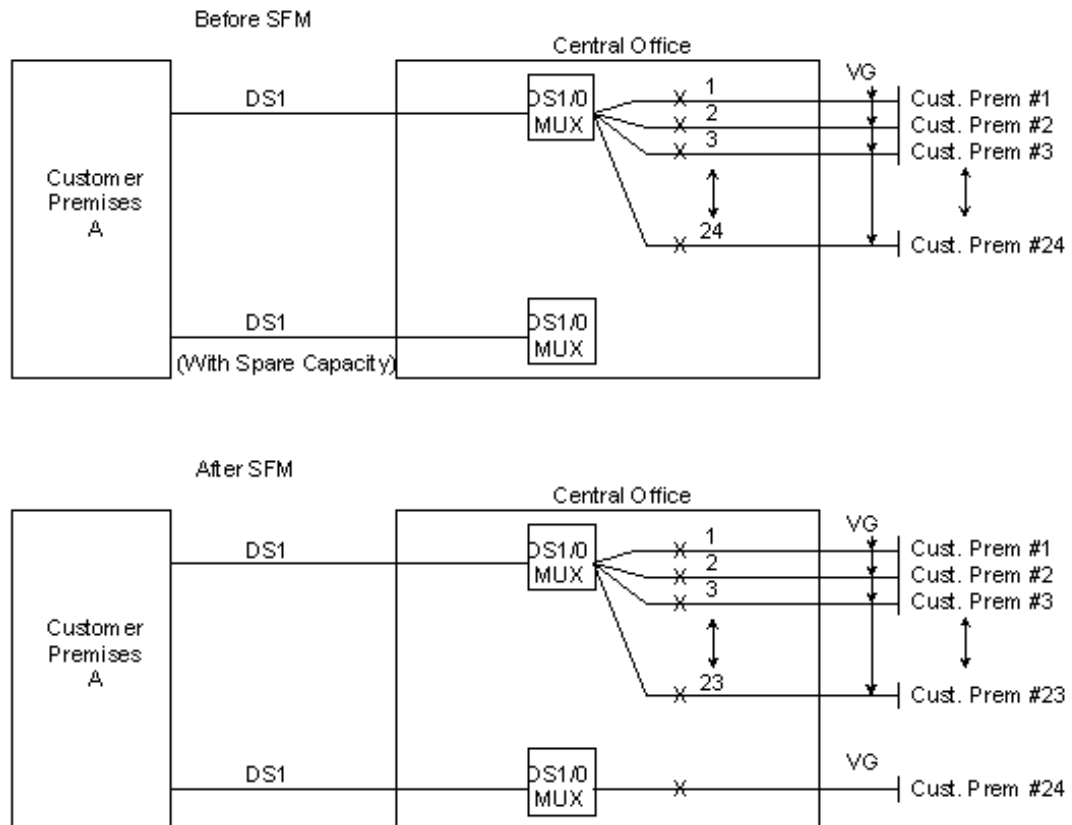 Before SFM
Central Office
VG
DS1
DS1/0
MUX
1
2
3
24
Cust. Prem #1
Cust. Prem #2
Cust. Prem #3
Cust. Prem #24
Customer
Premises
A
DS1
(With Spare Capacity)
DS1/0
MUX
After SFM
Central Office
VG
DS1
DS1/0
MUX
1
2
3
23
Cust. Prem #1
Cust. Prem #2
Cust. Prem #3
Cust. Prem #23
Customer
Premises
A
DS1
DS1/0
MUX
VG
Cust. Prem #24